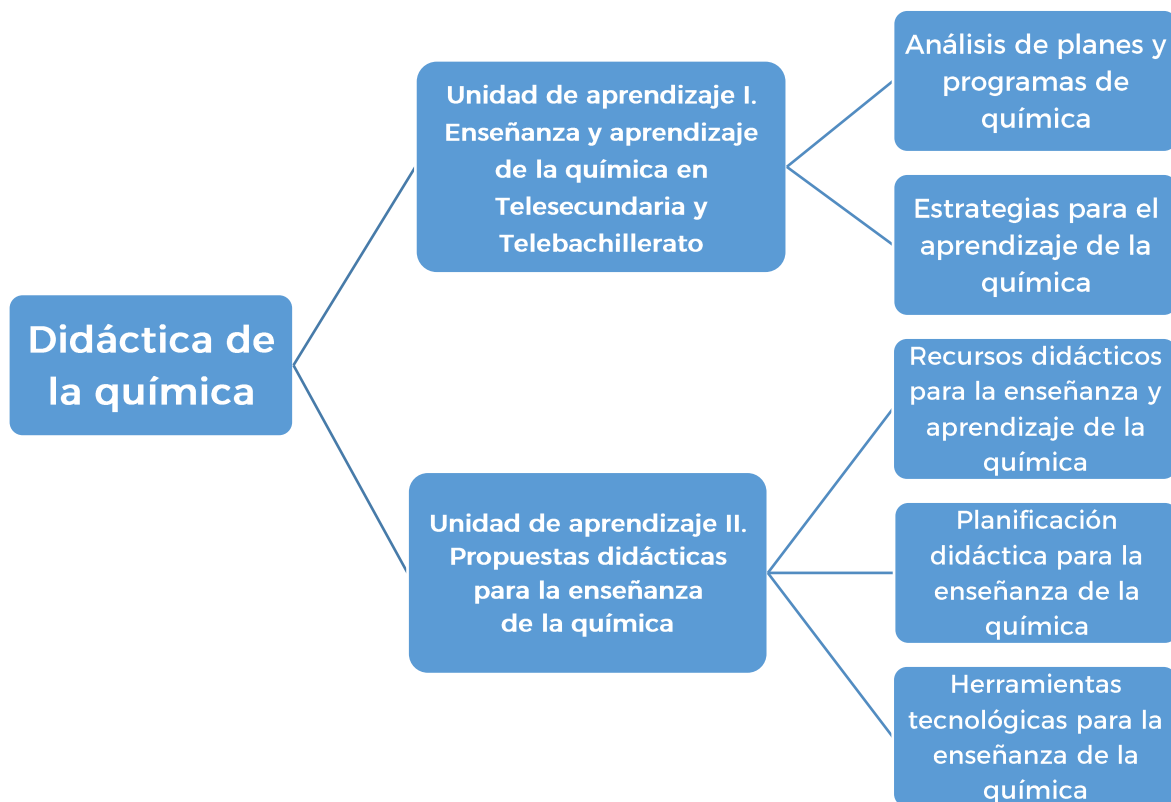 Didáctica de
la química
Unidad de aprendizaje I.
Enseñanza y aprendizaje
de la química en
Telesecundaria y
Telebachillerato
Análisis de planes y
programas de
química
Estrategias para el
aprendizaje de la
química
Unidad de aprendizaje II.
Propuestas didácticas
para la enseñanza
de la química
Recursos didácticos
para la enseñanza y
aprendizaje de la
química
Planificación
didáctica para la
enseñanza de la
química
Herramientas
tecnológicas para la
enseñanza de la
química